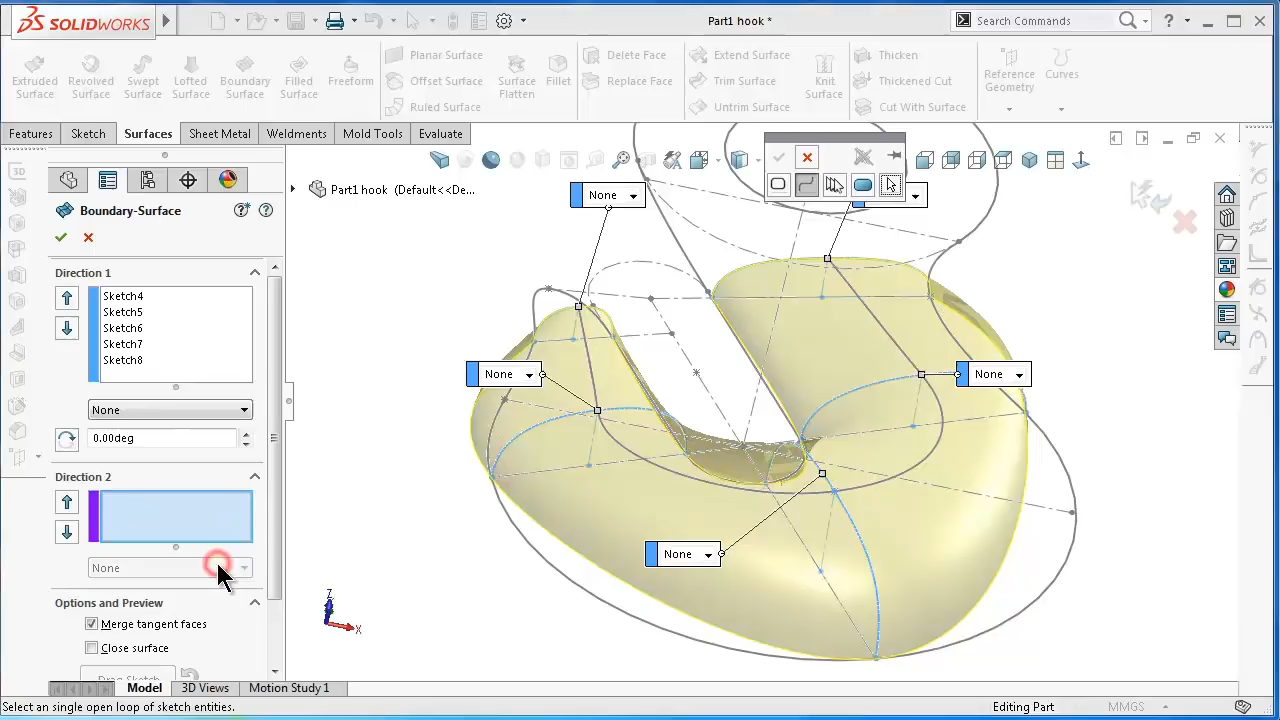 SOLIDWORKS
Part1 hook *
Search Commands
?
Extruded Surface
Revolved Surface
Swept Surface
Lofted Surface
Boundary Surface
Filled Surface
Freeform
Planar Surface
Offset Surface
Ruled Surface
Surface Flatten
Fillet
Delete Face
Replace Face
Extend Surface
Trim Surface
Untrim Surface
Knit Surface
Thicken
Thickened Cut
Cut With Surface
Reference Geometry
Curves
Features
Sketch
Surfaces
Sheet Metal
Weldments
Mold Tools
Evaluate
Part1 hook (Default<<De...
Boundary-Surface
Direction 1
Sketch4
Sketch5
Sketch6
Sketch7
Sketch8
None
0.00deg
Direction 2
None
Options and Preview
Merge tangent faces
Close surface
None
None
None
None
3D
Z
X
Model
3D Views
Motion Study 1
Select an single open loop of sketch entities.
Editing Part
MMGS